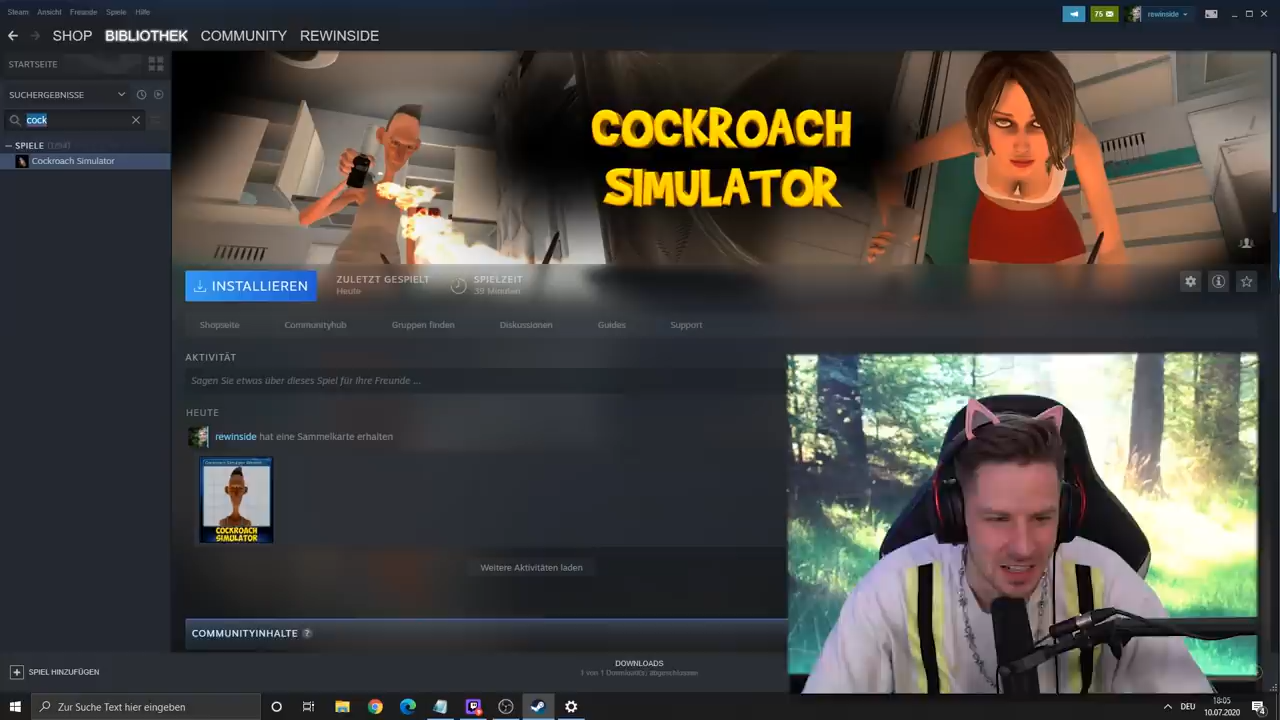 Steam Ansicht Freunde Spiele Hilfe
75
rewinside
SHOP BIBLIOTHEK COMMUNITY REWINSIDE
STARTSEITE
SUCHERGEBNISSE
cock
SPIELE
Cockroach Simulator
COCKROACH
SIMULATOR
INSTALLIEREN
ZULETZT GESPIELT
Heute
SPIELZEIT
39 Minuten
Shopseite Communityhub Gruppen finden Diskussionen Guides Support
AKTIVITÄT
Sagen Sie etwas über dieses Spiel für Ihre Freunde ...
HEUTE
rewinside hat eine Sammelkarte erhalten
COCKROACH
SIMULATOR
Weitere Aktivitäten laden
COMMUNITYINHALTE ?
SPIEL HINZUFÜGEN
DOWNLOADS
1 von 1 Download(s) abgeschlossen
Zur Suche Text hier eingeben
DEU
18:05
10.07.2020
4